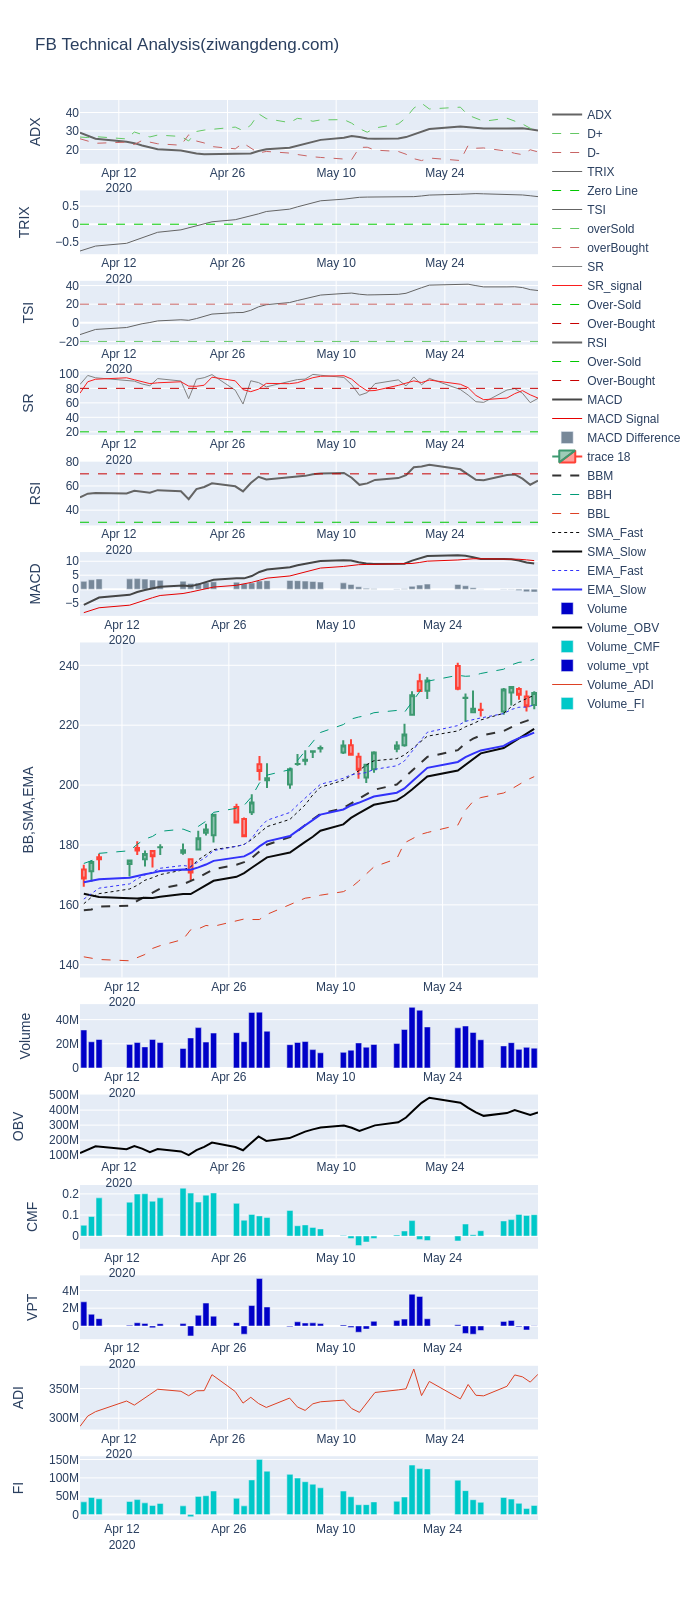 FB Technical Analysis(ziwangdeng.com)
ADX
40
30
20
Apr 12
2020
Apr 26
May 10
May 24
TRIX
0.5
0
−0.5
Apr 12
2020
Apr 26
May 10
May 24
TSI
40
20
0
−20
Apr 12
2020
Apr 26
May 10
May 24
SR
100
80
60
40
20
Apr 12
2020
Apr 26
May 10
May 24
RSI
80
60
40
Apr 12
2020
Apr 26
May 10
May 24
MACD
10
5
0
−5
Apr 12
2020
Apr 26
May 10
May 24
BB,SMA,EMA
240
220
200
180
160
140
Apr 12
2020
Apr 26
May 10
May 24
Volume
40M
20M
0
Apr 12
2020
Apr 26
May 10
May 24
OBV
500M
400M
300M
200M
100M
Apr 12
2020
Apr 26
May 10
May 24
CMF
0.2
0.1
0
Apr 12
2020
Apr 26
May 10
May 24
VPT
4M
2M
0
Apr 12
2020
Apr 26
May 10
May 24
ADI
350M
300M
Apr 12
2020
Apr 26
May 10
May 24
FI
150M
100M
50M
0
Apr 12
2020
Apr 26
May 10
May 24
ADX
D+
D-
TRIX
Zero Line
TSI
overSold
overBought
SR
SR_signal
Over-Sold
Over-Bought
RSI
Over-Sold
Over-Bought
MACD
MACD Signal
MACD Difference
trace 18
BBM
BBH
BBL
SMA_Fast
SMA_Slow
EMA_Fast
EMA_Slow
Volume
Volume_OBV
Volume_CMF
volume_vpt
Volume_ADI
Volume_FI